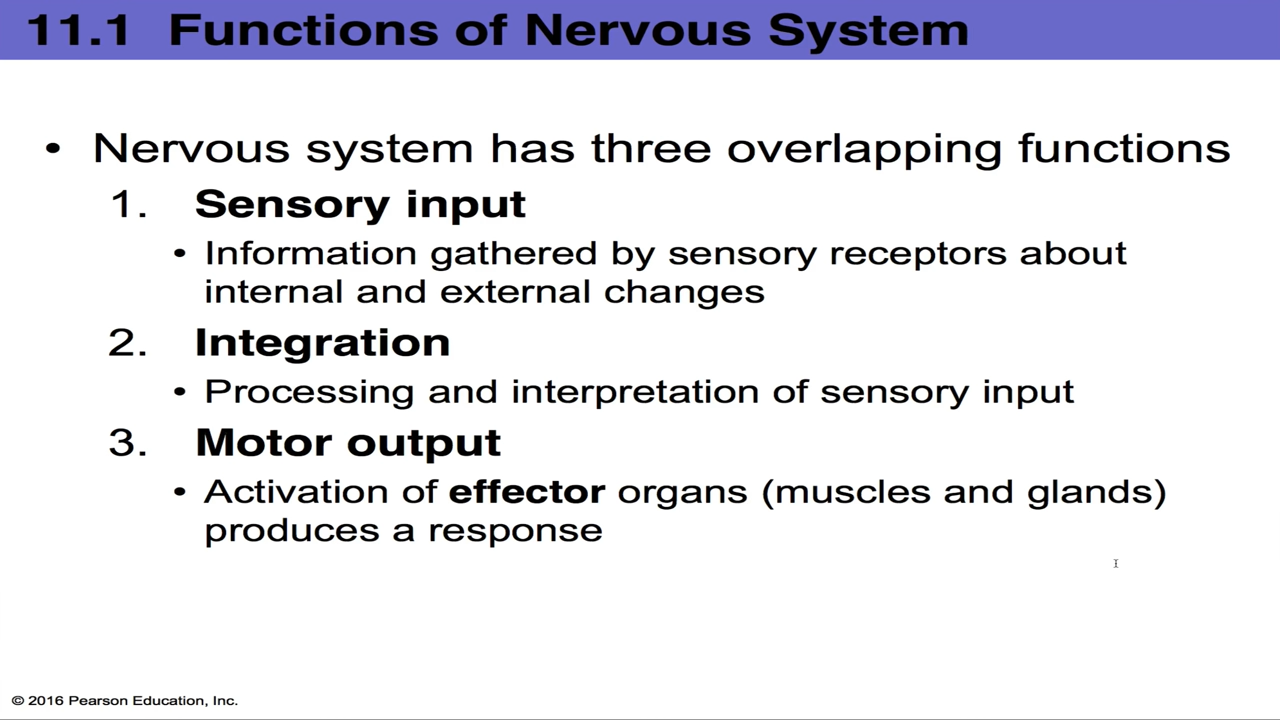 11.1 Functions of Nervous System
• Nervous system has three overlapping functions
1. Sensory input
• Information gathered by sensory receptors about
internal and external changes
2. Integration
• Processing and interpretation of sensory input
3. Motor output
• Activation of effector organs (muscles and glands)
produces a response
© 2016 Pearson Education, Inc.